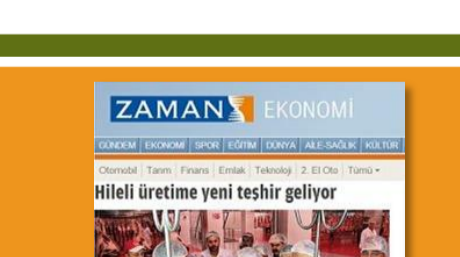 ZAMAN EKONOMİ
GÜNDEM EKONOMİ SPOR EĞİTİM DÜNYA AİLE-SAĞLIK KÜLTÜR
Otomobil Tarım Finans Emlak Teknoloji 2. El Oto Tümü
Hileli üretime yeni teşhir geliyor